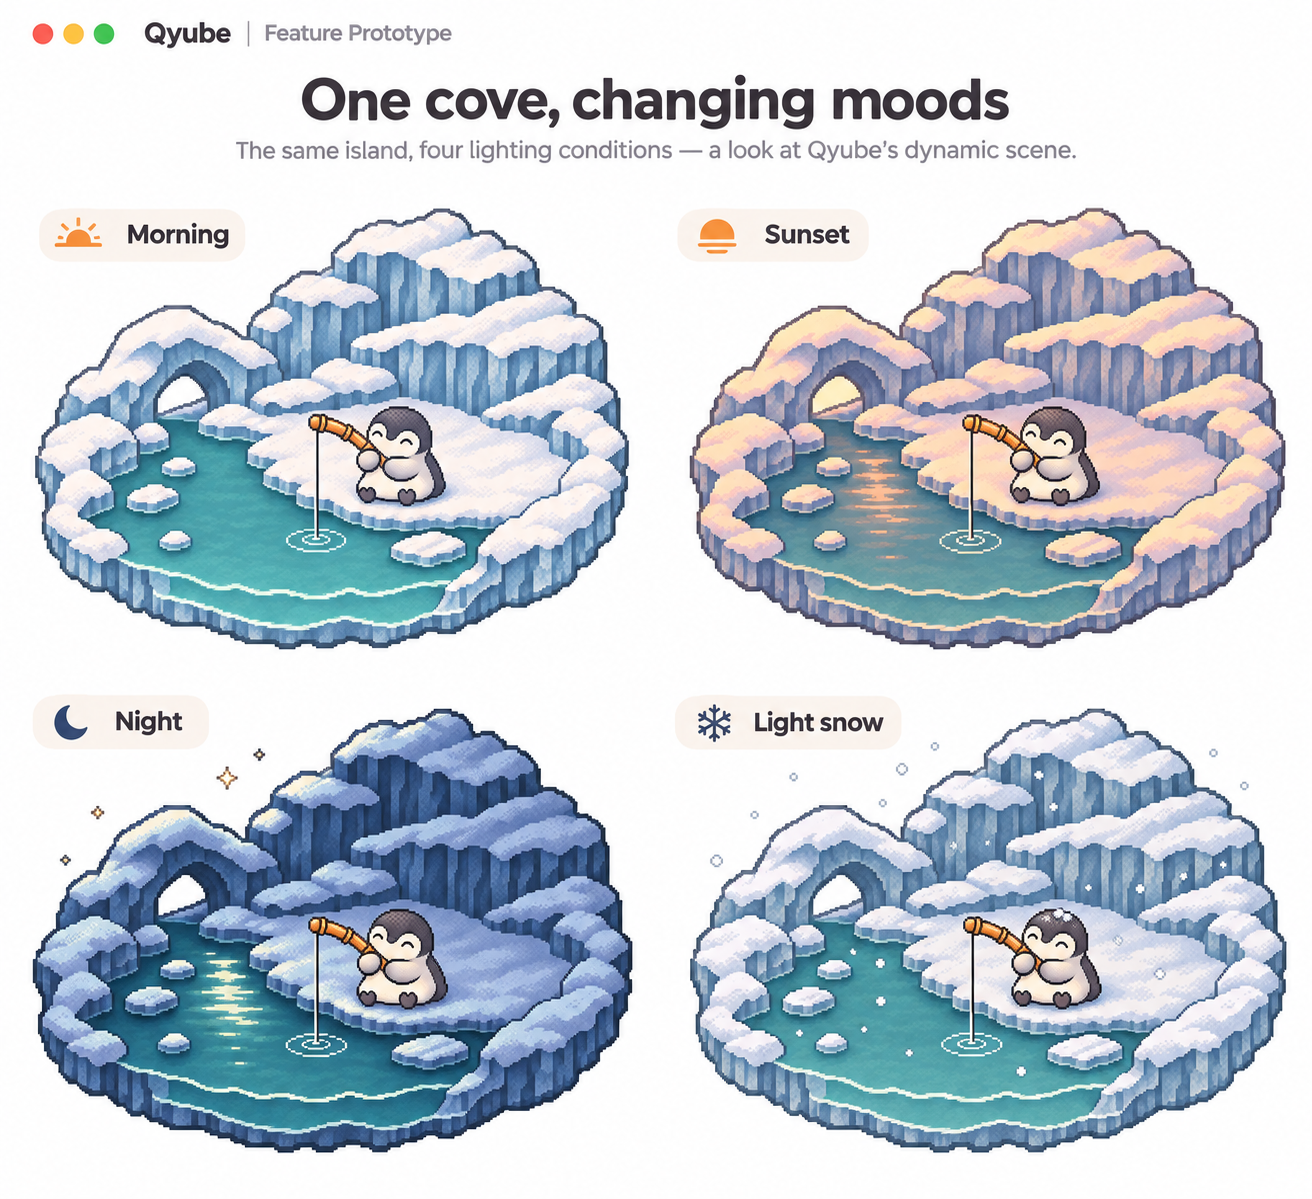 Qyube | Feature Prototype
One cove, changing moods
The same island, four lighting conditions — a look at Qyube’s dynamic scene.
Morning
Sunset
Night
Light snow